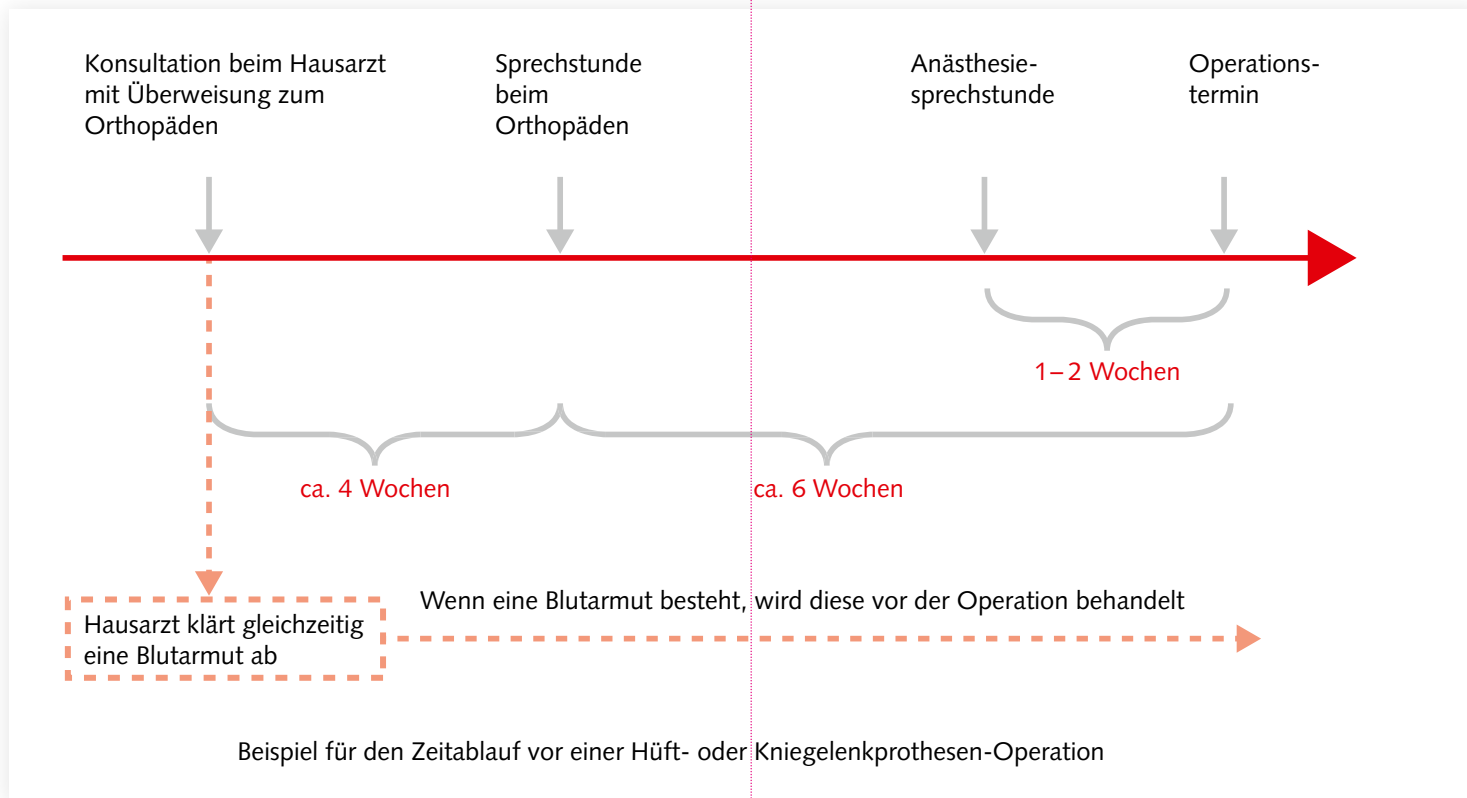 Konsultation beim Hausarzt
mit Überweisung zum
Orthopäden
Sprechstunde
beim
Orthopäden
Anästhesie-
sprechstunde
Operations-
termin
1–2 Wochen
ca. 4 Wochen
ca. 6 Wochen
Wenn eine Blutarmut besteht, wird diese vor der Operation behandelt
Hausarzt klärt gleichzeitig
eine Blutarmut ab
Beispiel für den Zeitablauf vor einer Hüft- oder Kniegelenkprothesen-Operation